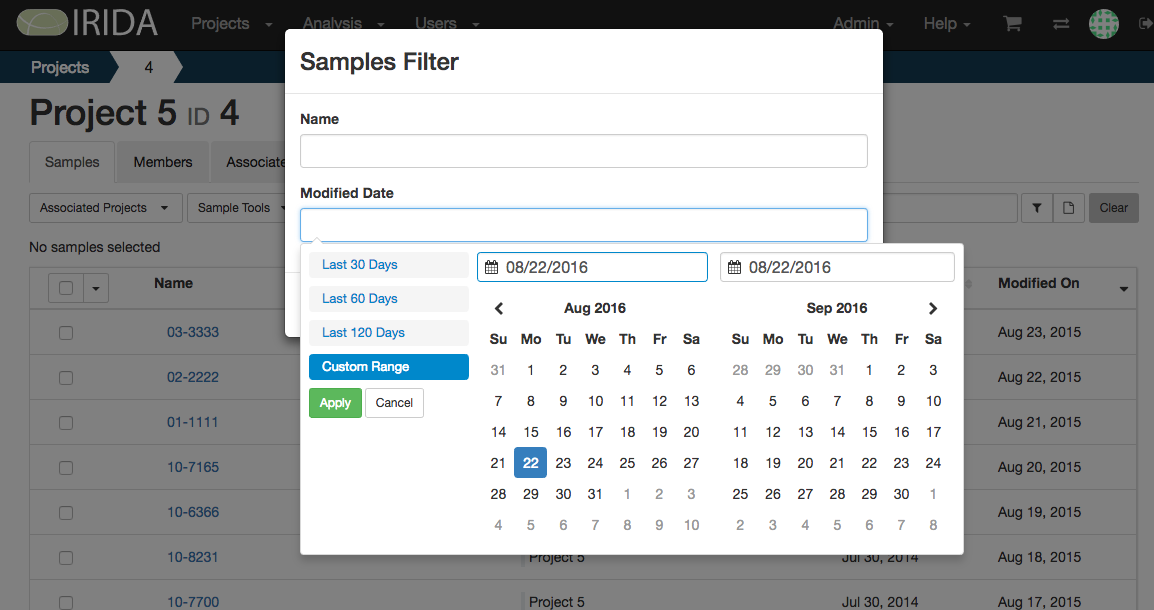 IRIDA Projects Analysis Users Admin Help
Projects 4
Samples Filter
Project 5 ID 4
Name
Samples Members Associate
Modified Date
Associated Projects Sample Tools Clear
No samples selected
Last 30 Days 08/22/2016 08/22/2016
Last 60 Days
Last 120 Days
Custom Range
Apply Cancel
Aug 2016
Su Mo Tu We Th Fr Sa
31 1 2 3 4 5 6
7 8 9 10 11 12 13
14 15 16 17 18 19 20
21 22 23 24 25 26 27
28 29 30 31 1 2 3
4 5 6 7 8 9 10
Sep 2016
Su Mo Tu We Th Fr Sa
28 29 30 31 1 2 3
4 5 6 7 8 9 10
11 12 13 14 15 16 17
18 19 20 21 22 23 24
25 26 27 28 29 30 1
2 3 4 5 6 7 8
Name Modified On
03-3333 Aug 23, 2015
02-2222 Aug 22, 2015
01-1111 Aug 21, 2015
10-7165 Aug 20, 2015
10-6366 Aug 19, 2015
10-8231 Project 5 Jul 30, 2014 Aug 18, 2015
10-7700 Project 5 Jul 30, 2014 Aug 17, 2015